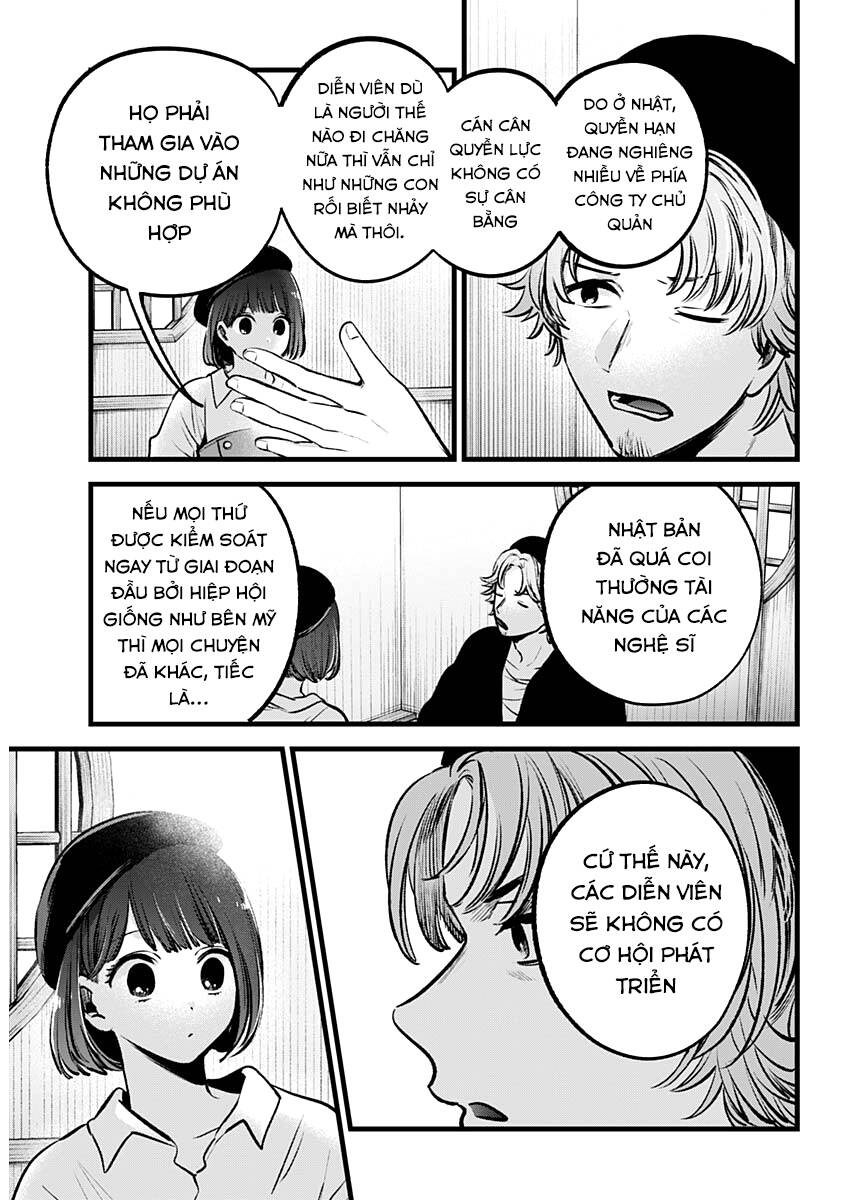 DO Ở NHẬT,
QUYỀN HẠN
ĐANG NGHIÊNG
NHIỀU VỀ PHÍA
CÔNG TY CHỦ
QUẢN
CÁN CÂN
QUYỀN LỰC
KHÔNG CÓ
SỰ CÂN
BẰNG
DIỄN VIÊN DÙ
LÀ NGƯỜI THẾ
NÀO ĐI CHĂNG
NỮA THÌ VẪN CHỈ
NHƯ NHỮNG CON
RỐI BIẾT NHẢY
MÀ THÔI.
HỌ PHẢI
THAM GIA VÀO
NHỮNG DỰ ÁN
KHÔNG PHÙ
HỢP
NHẬT BẢN
ĐÃ QUÁ COI
THƯỜNG TÀI
NĂNG CỦA CÁC
NGHỆ SĨ
NẾU MỌI THỨ
ĐƯỢC KIỂM SOÁT
NGAY TỪ GIAI ĐOẠN
ĐẦU BỞI HIỆP HỘI
GIỐNG NHƯ BÊN MỸ
THÌ MỌI CHUYỆN
ĐÃ KHÁC, TIẾC
LÀ...
CỨ THẾ NÀY,
CÁC DIỄN VIÊN
SẼ KHÔNG CÓ
CƠ HỘI PHÁT
TRIỂN